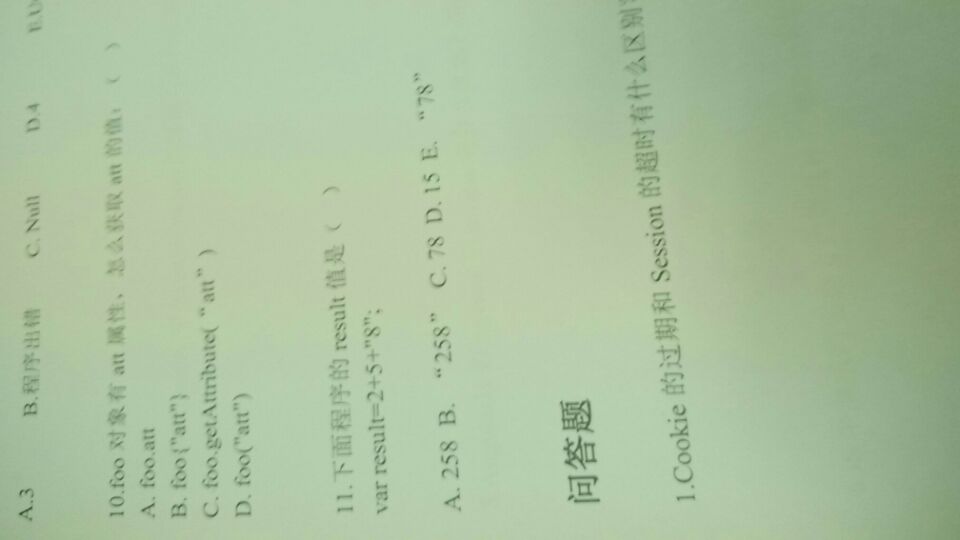 A.3 B.程序出错 C. Null D.4
10.foo 对象有 att 属性，怎么获取 att 的值：（ ）
A. foo.att
B. foo{"att"}
C. foo.getAttribute( “att” )
D. foo("att")
11.下面程序的 result 值是（ ）
var result=2+5+"8";
A. 258 B. “258” C. 78 D. 15 E. “78”
问答题
1.Cookie 的过期和 Session 的超时有什么区别